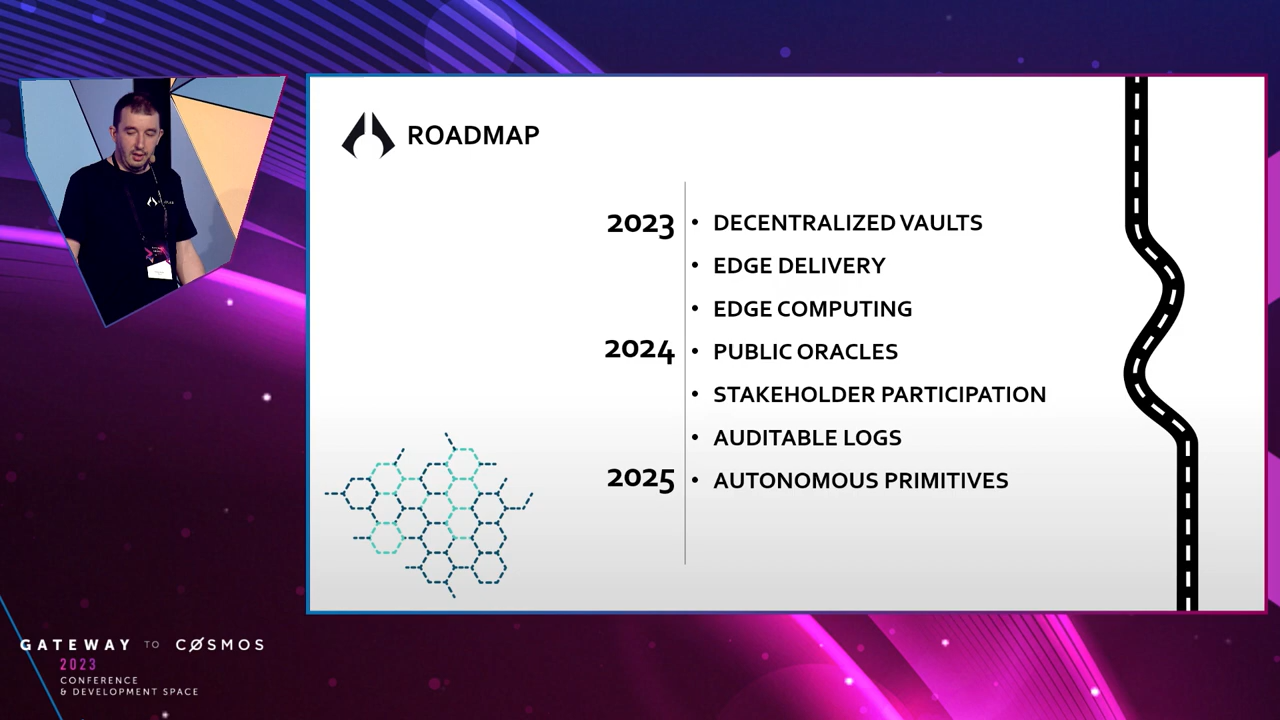 ROADMAP
2023 • DECENTRALIZED VAULTS
• EDGE DELIVERY
• EDGE COMPUTING
2024 • PUBLIC ORACLES
• STAKEHOLDER PARTICIPATION
• AUDITABLE LOGS
2025 • AUTONOMOUS PRIMITIVES
GATEWAY TO CØSMOS
2023
CONFERENCE
& DEVELOPMENT SPACE